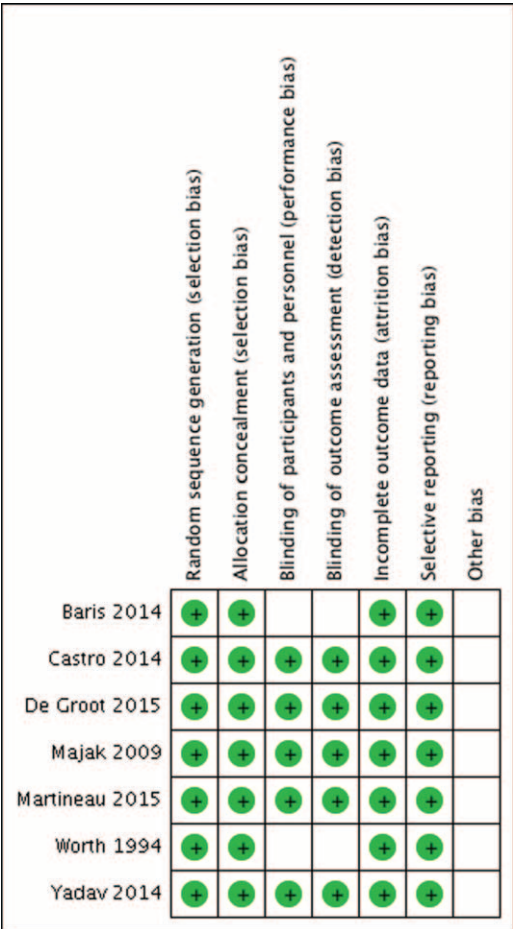 Random sequence generation (selection bias)
Allocation concealment (selection bias)
Blinding of participants and personnel (performance bias)
Blinding of outcome assessment (detection bias)
Incomplete outcome data (attrition bias)
Selective reporting (reporting bias)
Other bias
Baris 2014 + + + +
Castro 2014 + + + + + +
De Groot 2015 + + + + + +
Majak 2009 + + + + + +
Martineau 2015 + + + + + +
Worth 1994 + + + +
Yadav 2014 + + + + + +